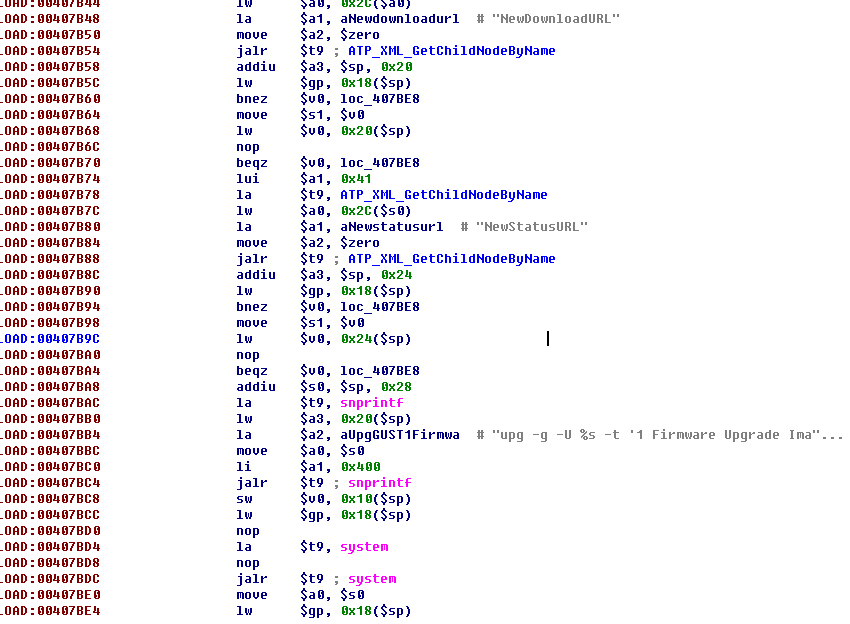 LOAD:00407B44 lw $a0, 0x2C($a0)
LOAD:00407B48 la $a1, aNewdownloadurl # "NewDownloadURL"
LOAD:00407B50 move $a2, $zero
LOAD:00407B54 jalr $t9 ; ATP_XML_GetChildNodeByName
LOAD:00407B58 addiu $a3, $sp, 0x20
LOAD:00407B5C lw $gp, 0x18($sp)
LOAD:00407B60 bnez $v0, loc_407BE8
LOAD:00407B64 move $s1, $v0
LOAD:00407B68 lw $v0, 0x20($sp)
LOAD:00407B6C nop
LOAD:00407B70 beqz $v0, loc_407BE8
LOAD:00407B74 lui $a1, 0x41
LOAD:00407B78 la $t9, ATP_XML_GetChildNodeByName
LOAD:00407B7C lw $a0, 0x2C($s0)
LOAD:00407B80 la $a1, aNewstatusurl # "NewStatusURL"
LOAD:00407B84 move $a2, $zero
LOAD:00407B88 jalr $t9 ; ATP_XML_GetChildNodeByName
LOAD:00407B8C addiu $a3, $sp, 0x24
LOAD:00407B90 lw $gp, 0x18($sp)
LOAD:00407B94 bnez $v0, loc_407BE8
LOAD:00407B98 move $s1, $v0
LOAD:00407B9C lw $v0, 0x24($sp)
LOAD:00407BA0 nop
LOAD:00407BA4 beqz $v0, loc_407BE8
LOAD:00407BA8 addiu $s0, $sp, 0x28
LOAD:00407BAC la $t9, snprintf
LOAD:00407BB0 lw $a3, 0x20($sp)
LOAD:00407BB4 la $a2, aUpgGUST1Firmwa # "upg -g -U %s -t '1 Firmware Upgrade Ima"...
LOAD:00407BBC move $a0, $s0
LOAD:00407BC0 li $a1, 0x400
LOAD:00407BC4 jalr $t9 ; snprintf
LOAD:00407BC8 sw $v0, 0x10($sp)
LOAD:00407BCC lw $gp, 0x18($sp)
LOAD:00407BD0 nop
LOAD:00407BD4 la $t9, system
LOAD:00407BD8 nop
LOAD:00407BDC jalr $t9 ; system
LOAD:00407BE0 move $a0, $s0
LOAD:00407BE4 lw $gp, 0x18($sp)